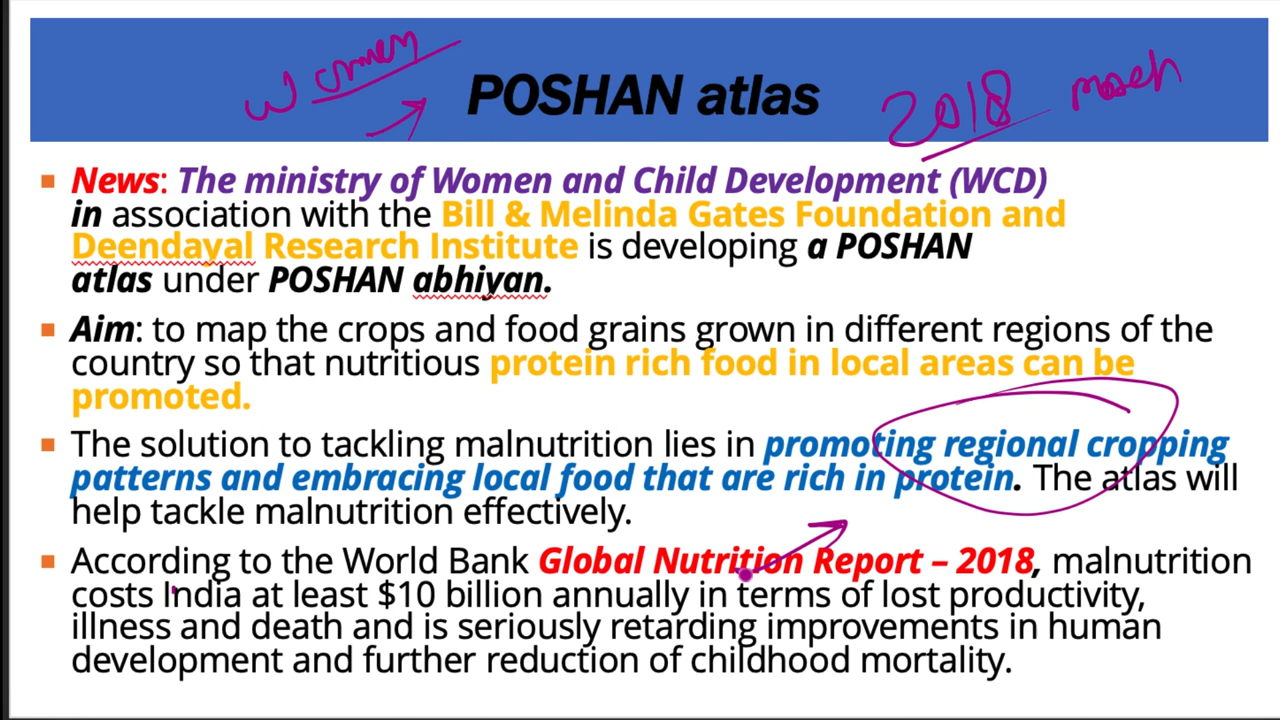 Women
POSHAN atlas
2018 march
News: The ministry of Women and Child Development (WCD)
in association with the Bill & Melinda Gates Foundation and
Deendayal Research Institute is developing a POSHAN
atlas under POSHAN abhiyan.
Aim: to map the crops and food grains grown in different regions of the
country so that nutritious protein rich food in local areas can be
promoted.
The solution to tackling malnutrition lies in promoting regional cropping
patterns and embracing local food that are rich in protein. The atlas will
help tackle malnutrition effectively.
According to the World Bank Global Nutrition Report – 2018, malnutrition
costs India at least $10 billion annually in terms of lost productivity,
illness and death and is seriously retarding improvements in human
development and further reduction of childhood mortality.